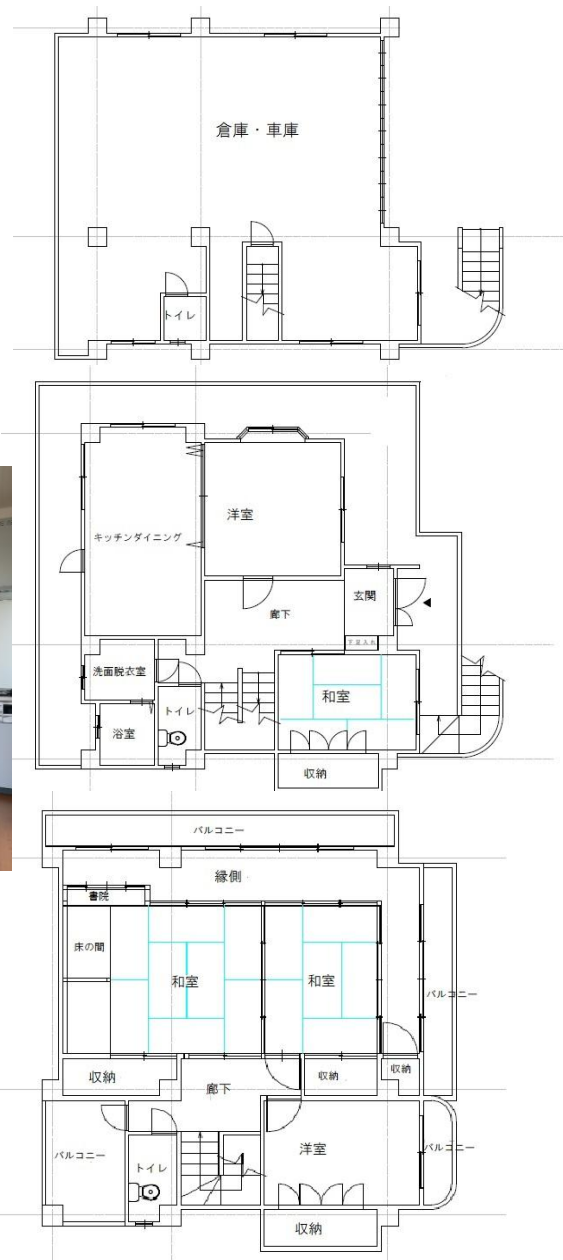 倉庫・車庫
トイレ
洋室
キッチンダイニング
玄関
廊下
下足入れ
洗面脱衣室
和室
トイレ
浴室
収納
バルコニー
縁側
書院
床の間
和室
和室
バルコニー
収納
廊下
収納
収納
バルコニー
トイレ
洋室
バルコニー
収納